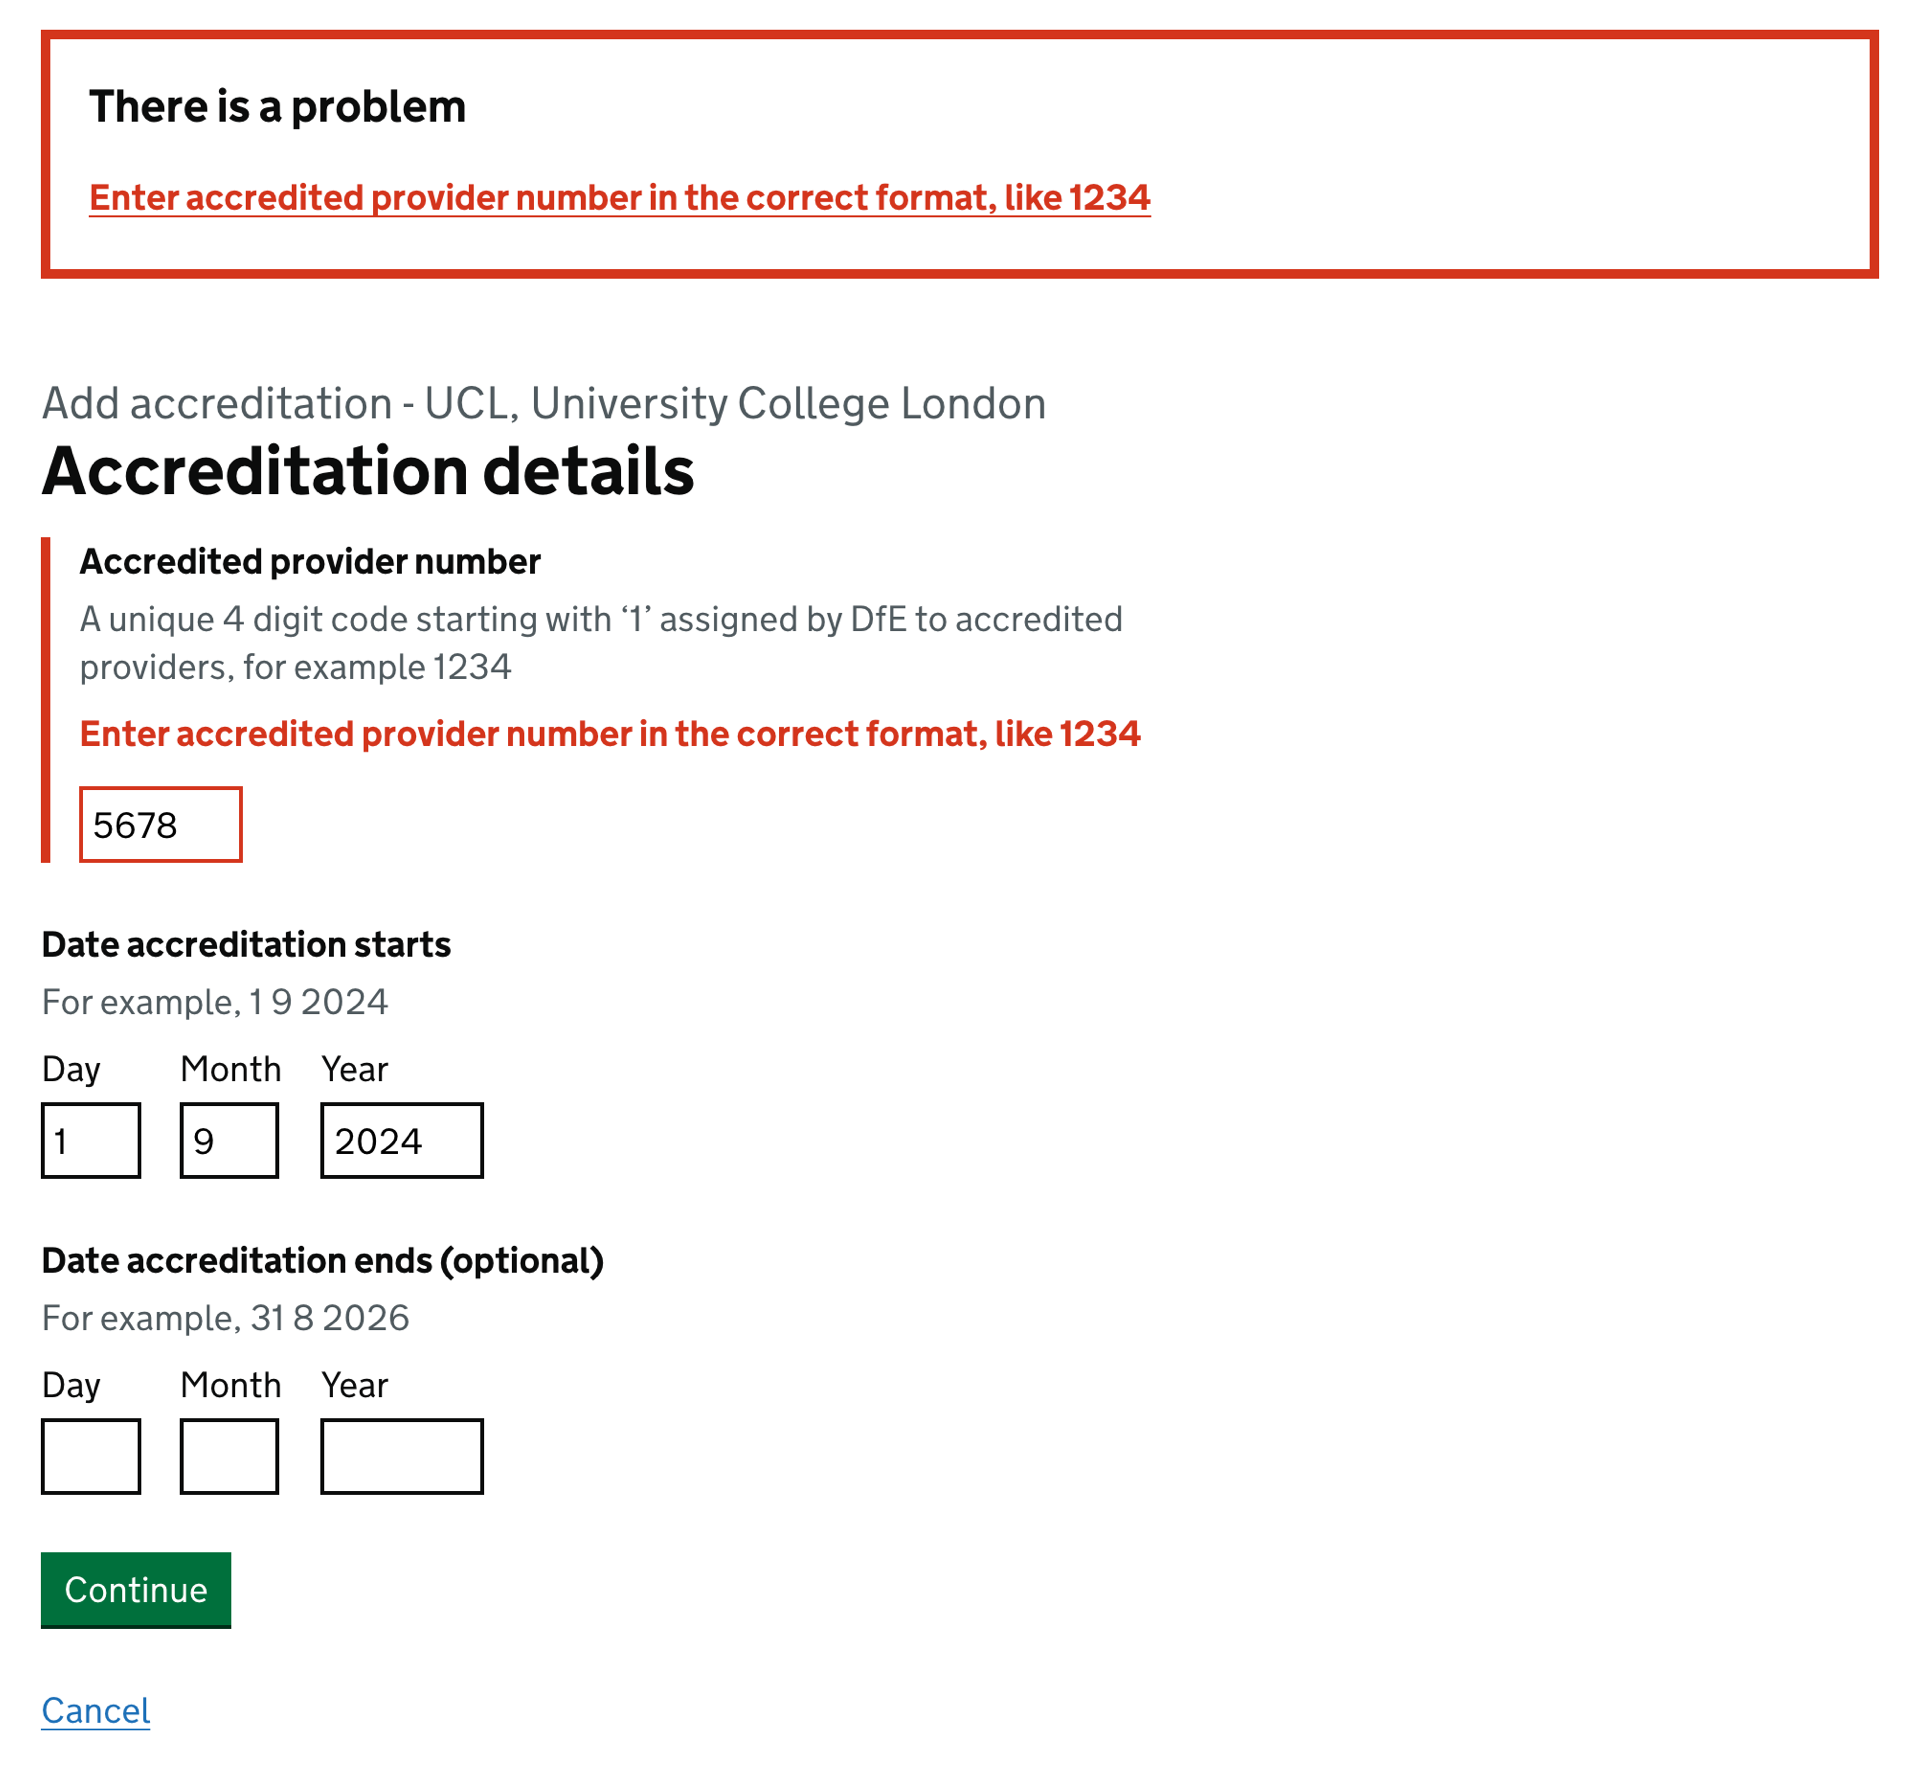 There is a problem
Enter accredited provider number in the correct format, like 1234
Add accreditation - UCL, University College London
Accreditation details
Accredited provider number
A unique 4 digit code starting with ‘1’ assigned by DfE to accredited
providers, for example 1234
Enter accredited provider number in the correct format, like 1234
5678
Date accreditation starts
For example, 1 9 2024
Day Month Year
1 9 2024
Date accreditation ends (optional)
For example, 31 8 2026
Day Month Year
Continue
Cancel